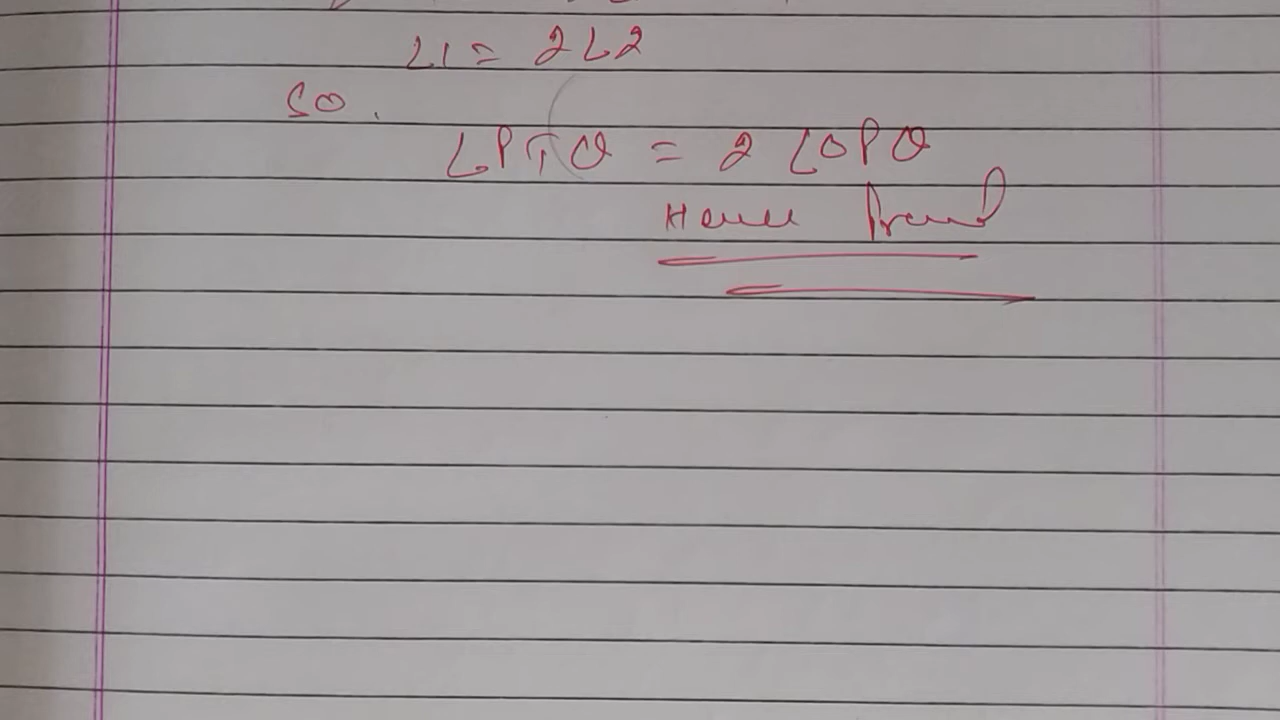 ∠1 = 2∠2
so.
∠PTQ = 2 ∠OPQ
Hence Proved